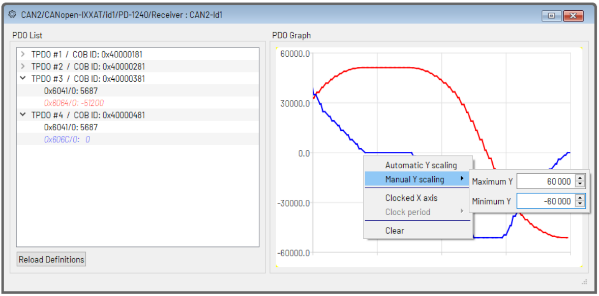 CAN2/CANopen-IXXAT/Id1/PD-1240/Receiver : CAN2-Id1
PDO List
TPDO #1 / COB ID: 0x40000181
TPDO #2 / COB ID: 0x40000281
TPDO #3 / COB ID: 0x40000381
0x6041/0: 5687
0x6064/0: -51200
TPDO #4 / COB ID: 0x40000481
0x6041/0: 5687
0x606C/0: 0
Reload Definitions
PDO Graph
60000.0
30000.0
0.0
-30000.0
-60000.0
Automatic Y scaling
Manual Y scaling
Clocked X axis
Clock period
Clear
Maximum Y 60 000
Minimum Y -60 000